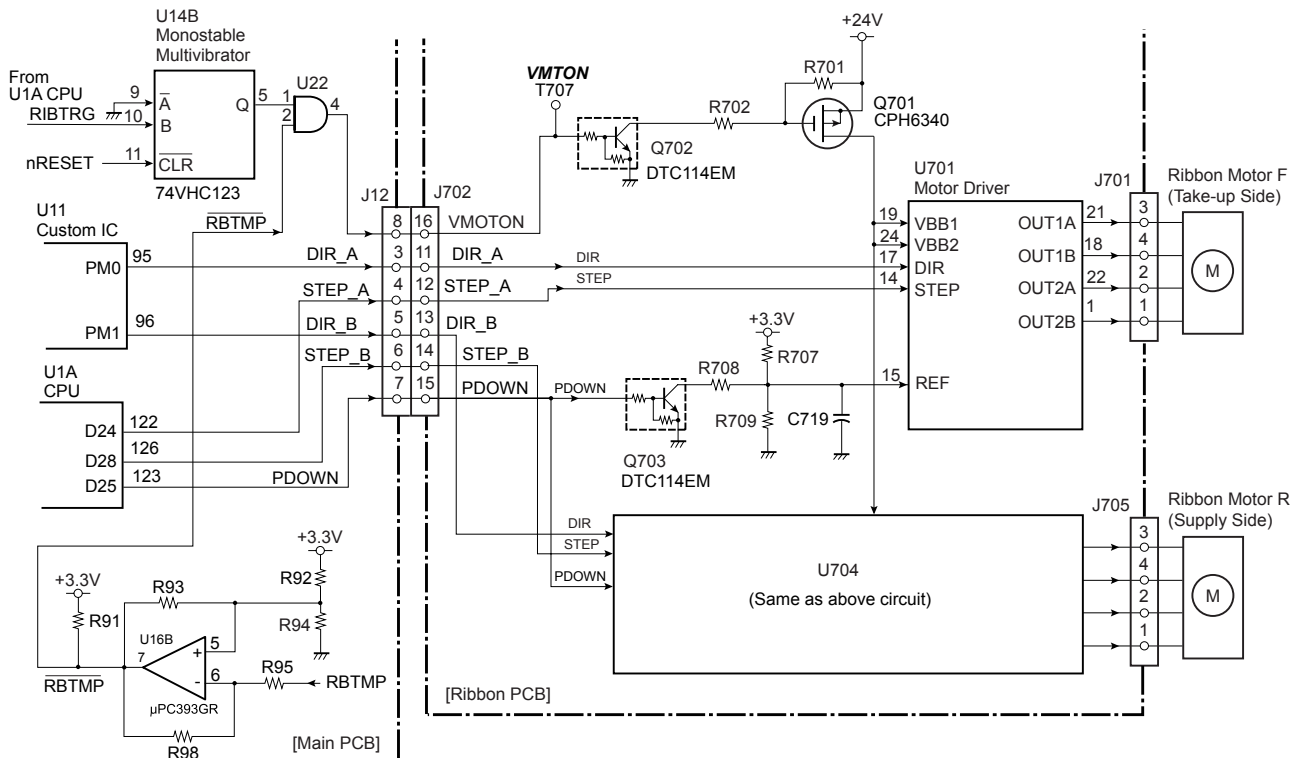 U14B
Monostable
Multivibrator
From
U1A CPU
RIBTRG
nRESET
9
10
11
A
B
CLR
Q
5
74VHC123
U22
1
2
4
RBTMP
U11
Custom IC
PM0
PM1
95
96
U1A
CPU
D24
D28
D25
122
126
123
PDOWN
DIR_A
STEP_A
DIR_B
STEP_B
J12
J702
8 16
3 11
4 12
5 13
6 14
7 15
VMOTON
DIR_A
STEP_A
DIR_B
STEP_B
PDOWN
VMTON
T707
Q702
DTC114EM
R702
R701
+24V
Q701
CPH6340
DIR
STEP
PDOWN
Q703
DTC114EM
R708
+3.3V
R707
R709
C719
U701
Motor Driver
19 VBB1
24 VBB2
17 DIR
14 STEP
15 REF
OUT1A 21
OUT1B 18
OUT2A 22
OUT2B 1
J701
3
4
2
1
Ribbon Motor F
(Take-up Side)
M
DIR
STEP
PDOWN
U704
(Same as above circuit)
J705
3
4
2
1
Ribbon Motor R
(Supply Side)
M
+3.3V
R91
R93
+3.3V
R92
R94
U16B
7
5
+
6
-
R95
RBTMP
RBTMP
µPC393GR
R98
[Main PCB]
[Ribbon PCB]